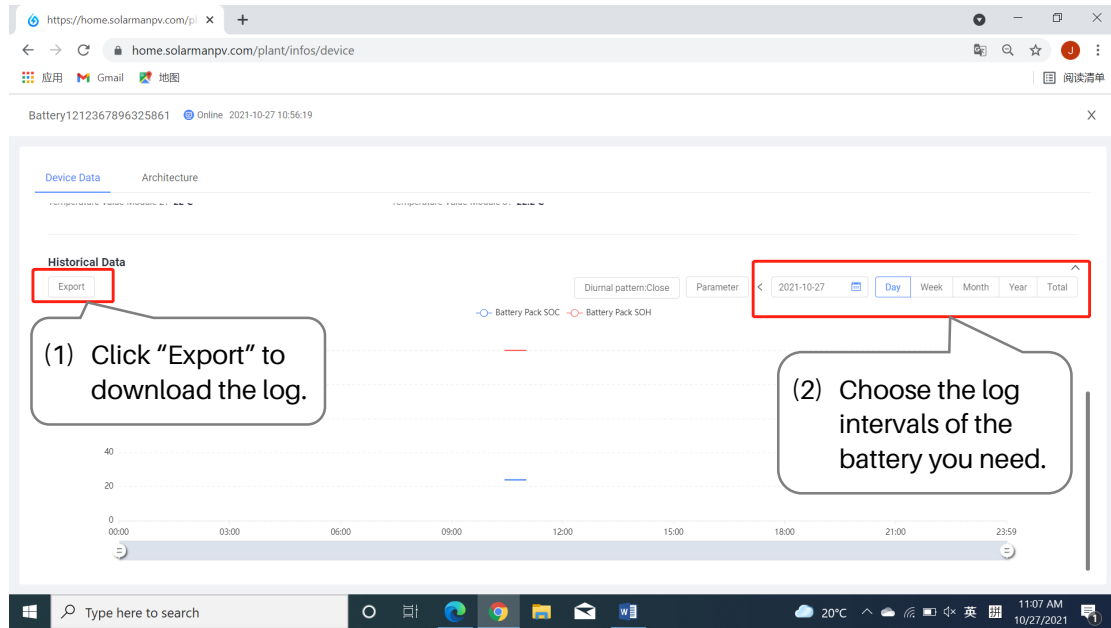 https://home.solarmanpv.com/pl
home.solarmanpv.com/plant/infos/device
J
应用 Gmail 地图 阅读清单
Battery1212367896325861 Online 2021-10-27 10:56:19 X
Device Data Architecture
Historical Data
Export Diurnal pattern:Close Parameter < 2021-10-27 Day Week Month Year Total
Battery Pack SOC Battery Pack SOH
(1) Click “Export” to
download the log.
(2) Choose the log
intervals of the
battery you need.
40
20
0
00:00 03:00 06:00 09:00 12:00 15:00 18:00 21:00 23:59
Type here to search 20°C 英 拼 11:07 AM
10/27/2021 1